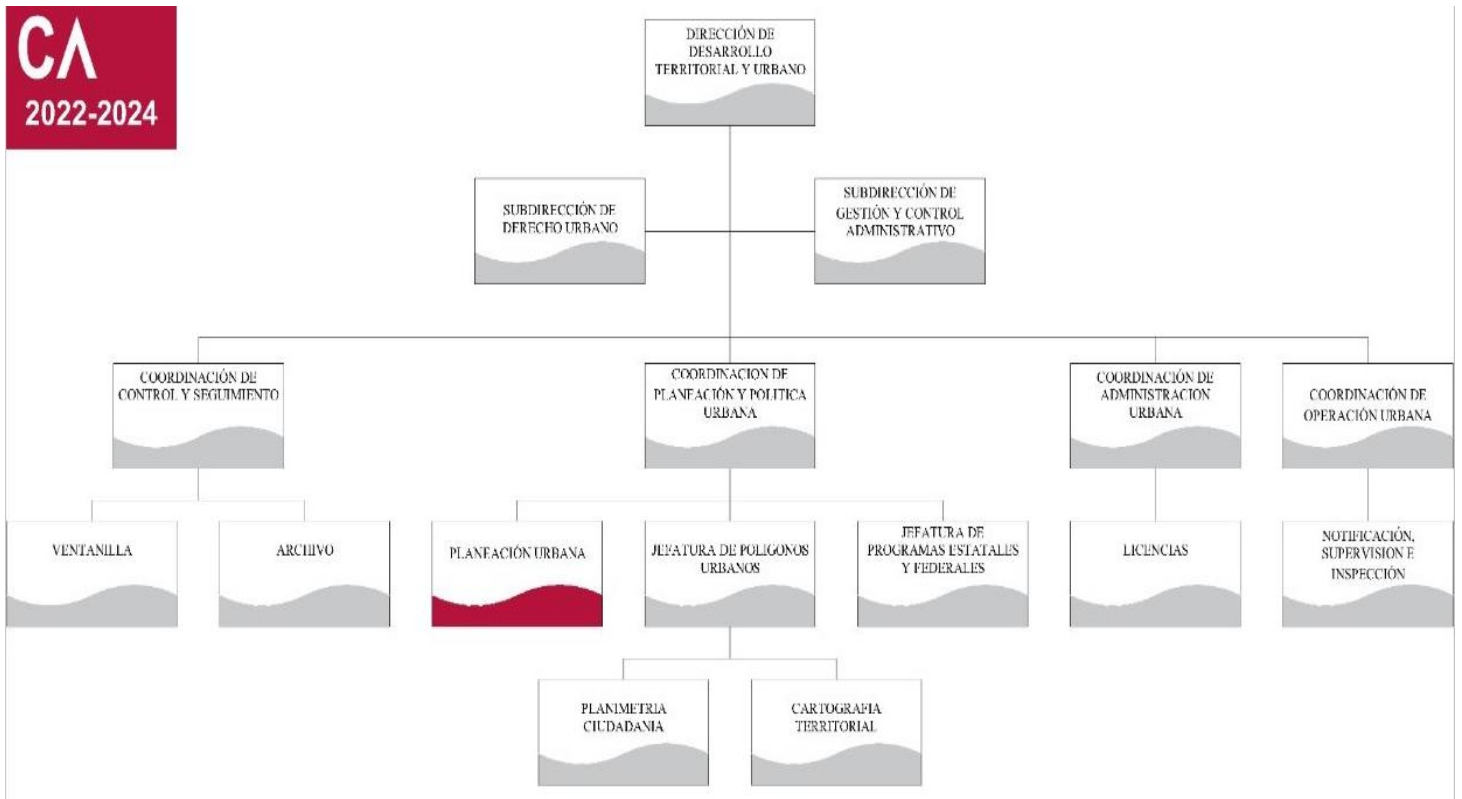 CΛ
2022-2024
DIRECCIÓN DE
DESARROLLO
TERRITORIAL Y URBANO
SUBDIRECCIÓN DE
DERECHO URBANO
SUBDIRECCIÓN DE
GESTIÓN Y CONTROL
ADMINISTRATIVO
COORDINACIÓN DE
CONTROL Y SEGUIMIENTO
COORDINACION DE
PLANEACIÓN Y POLITICA
URBANA
COORDINACIÓN DE
ADMINISTRACION
URBANA
COORDINACIÓN DE
OPERACIÓN URBANA
VENTANILLA
ARCHIVO
PLANEACIÓN URBANA
JEFATURA DE POLIGONOS
URBANOS
JEFATURA DE
PROGRAMAS ESTATALES
Y FEDERALES
LICENCIAS
NOTIFICACIÓN,
SUPERVISION E
INSPECCIÓN
PLANIMETRIA
CIUDADANIA
CARTOGRAFIA
TERRITORIAL